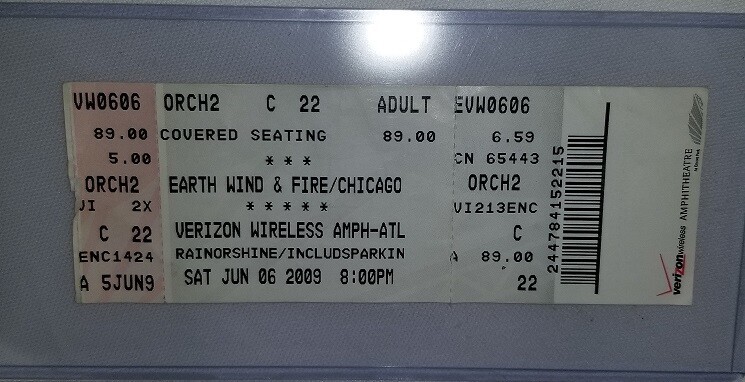 VW0606 ORCH2 C 22 ADULT EVW0606
89.00 COVERED SEATING 89.00 6.59
5.00 * * * CN 65443
ORCH2 EARTH WIND & FIRE/CHICAGO ORCH2
JI 2X * * * * * VI213ENC
C 22 VERIZON WIRELESS AMPH-ATL C
ENC1424 RAINORSHINE/INCLUDSPARKIN A 89.00
A 5JUN9 SAT JUN 06 2009 8:00PM 22
244784152215
verizonwireless AMPHITHEATRE